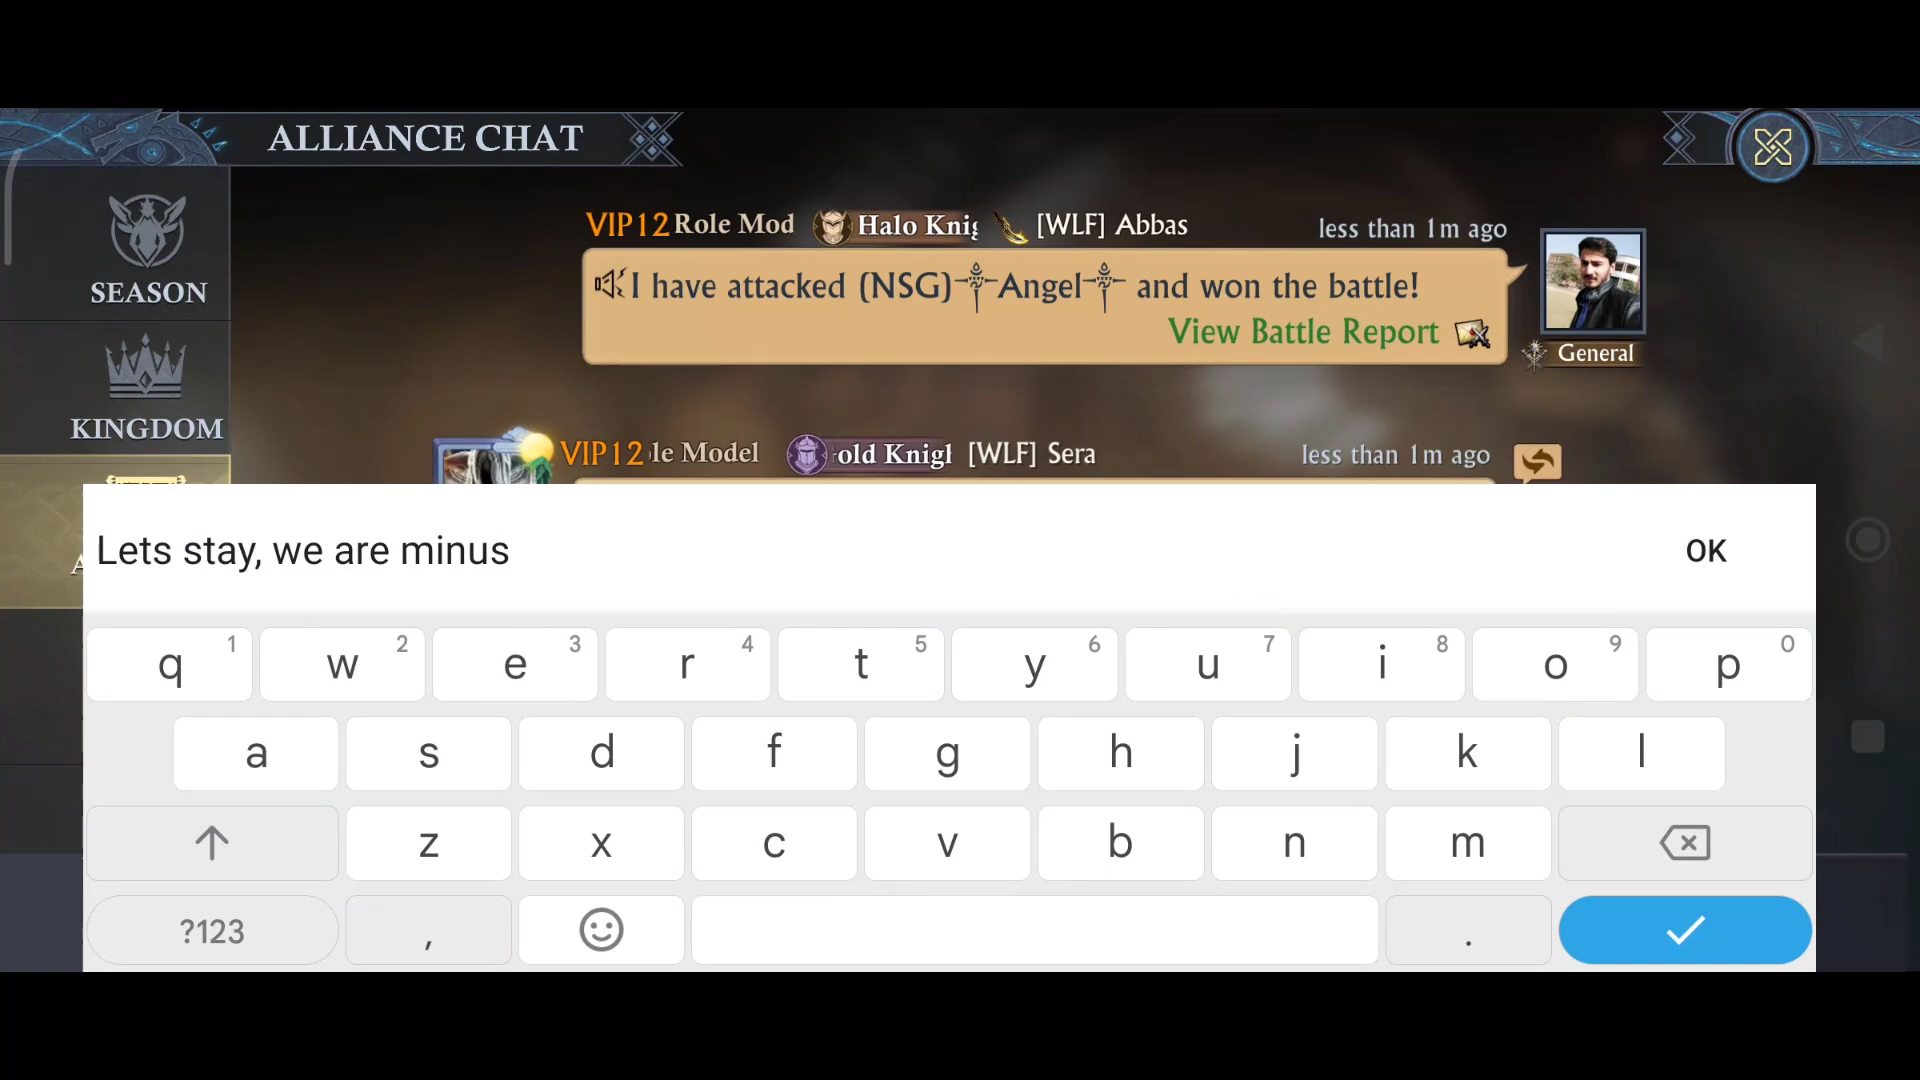 ALLIANCE CHAT
SEASON
KINGDOM
VIP12 Role Mod Halo Knig [WLF] Abbas less than 1m ago
I have attacked (NSG)Angel and won the battle!
View Battle Report
General
VIP12 le Model old Knigl [WLF] Sera less than 1m ago
Lets stay, we are minus OK
q 1 w 2 e 3 r 4 t 5 y 6 u 7 i 8 o 9 p 0
a s d f g h j k l
z x c v b n m
?123 , .